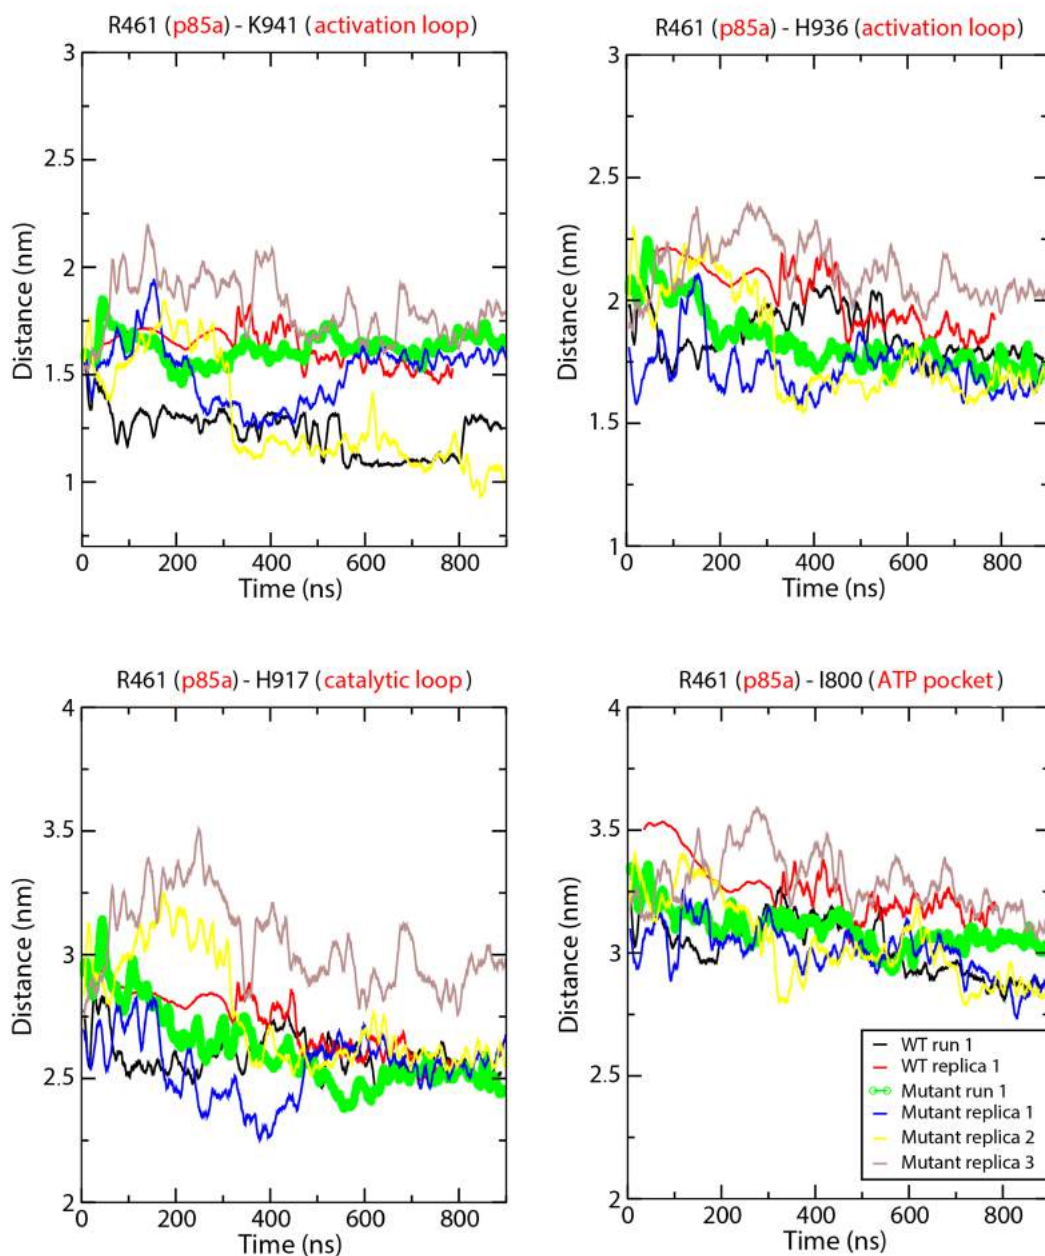 R461 (p85a) - K941 (activation loop)
3
2.5
2
1.5
1
Distance (nm)
0
200
400
600
800
Time (ns)
R461 (p85a) - H936 (activation loop)
3
2.5
2
1.5
1
Distance (nm)
0
200
400
600
800
Time (ns)
R461 (p85a) - H917 (catalytic loop)
4
3.5
3
2.5
2
Distance (nm)
0
200
400
600
800
Time (ns)
R461 (p85a) - I800 (ATP pocket)
4
3.5
3
2.5
2
Distance (nm)
0
200
400
600
800
Time (ns)
WT run 1
WT replica 1
Mutant run 1
Mutant replica 1
Mutant replica 2
Mutant replica 3